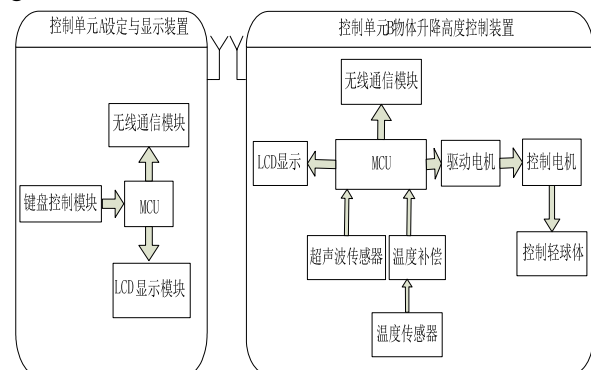 控制单元A设定与显示装置
控制单元B物体升降高度控制装置
无线通信模块
键盘控制模块
MCU
LCD显示模块
无线通信模块
LCD显示
MCU
驱动电机
控制电机
超声波传感器
温度补偿
控制轻球体
温度传感器